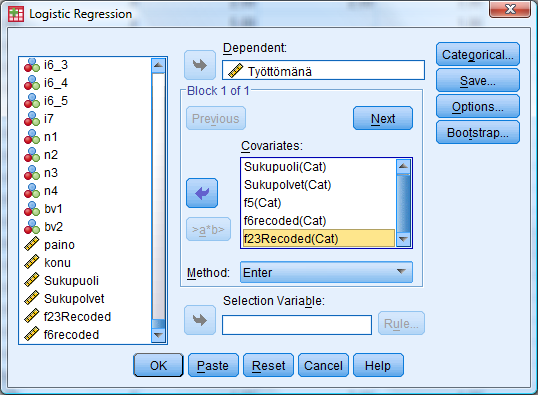 Logistic Regression
i6_3
i6_4
i6_5
i7
n1
n2
n3
n4
bv1
bv2
paino
konu
Sukupuoli
Sukupolvet
f23Recoded
f6recoded
Dependent:
Työttömänä
Block 1 of 1
Previous
Next
Covariates:
Sukupuoli(Cat)
Sukupolvet(Cat)
f5(Cat)
f6recoded(Cat)
f23Recoded(Cat)
>a*b>
Method:
Enter
Selection Variable:
Rule...
Categorical...
Save...
Options...
Bootstrap...
OK
Paste
Reset
Cancel
Help